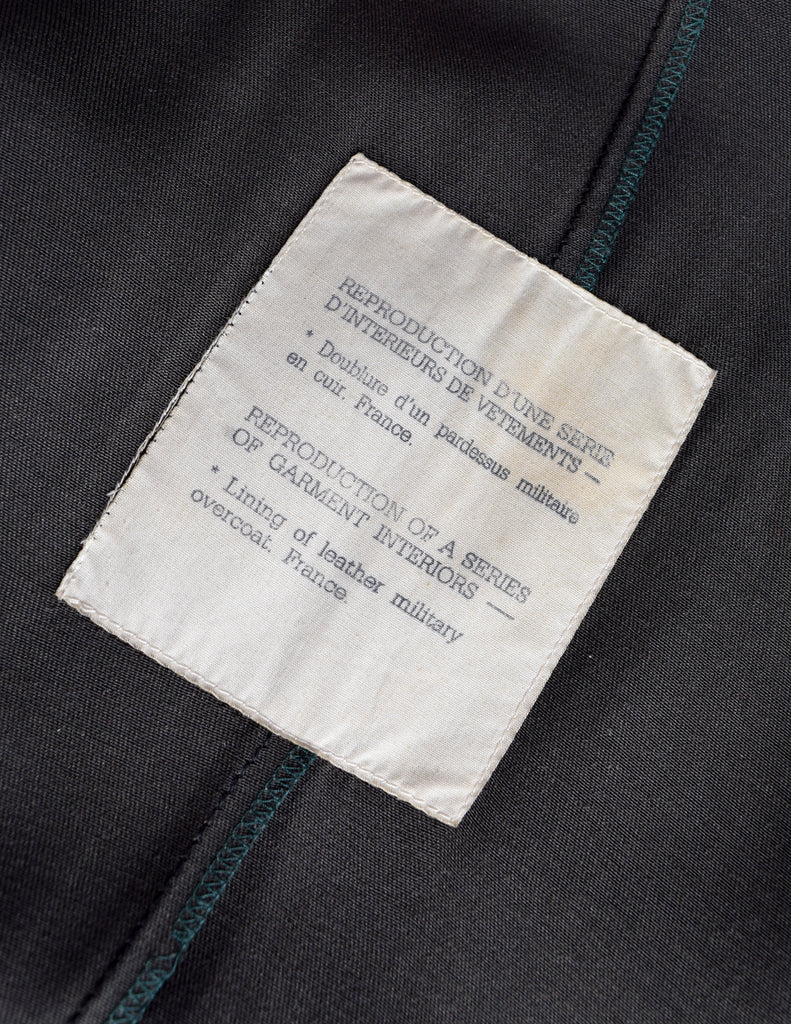 REPRODUCTION D'UNE SERIE
D'INTERIEURS DE VETEMENTS —
* Doublure d'un pardessus militaire
en cuir. France.
REPRODUCTION OF A SERIES
OF GARMENT INTERIORS —
* Lining of leather military
overcoat. France.